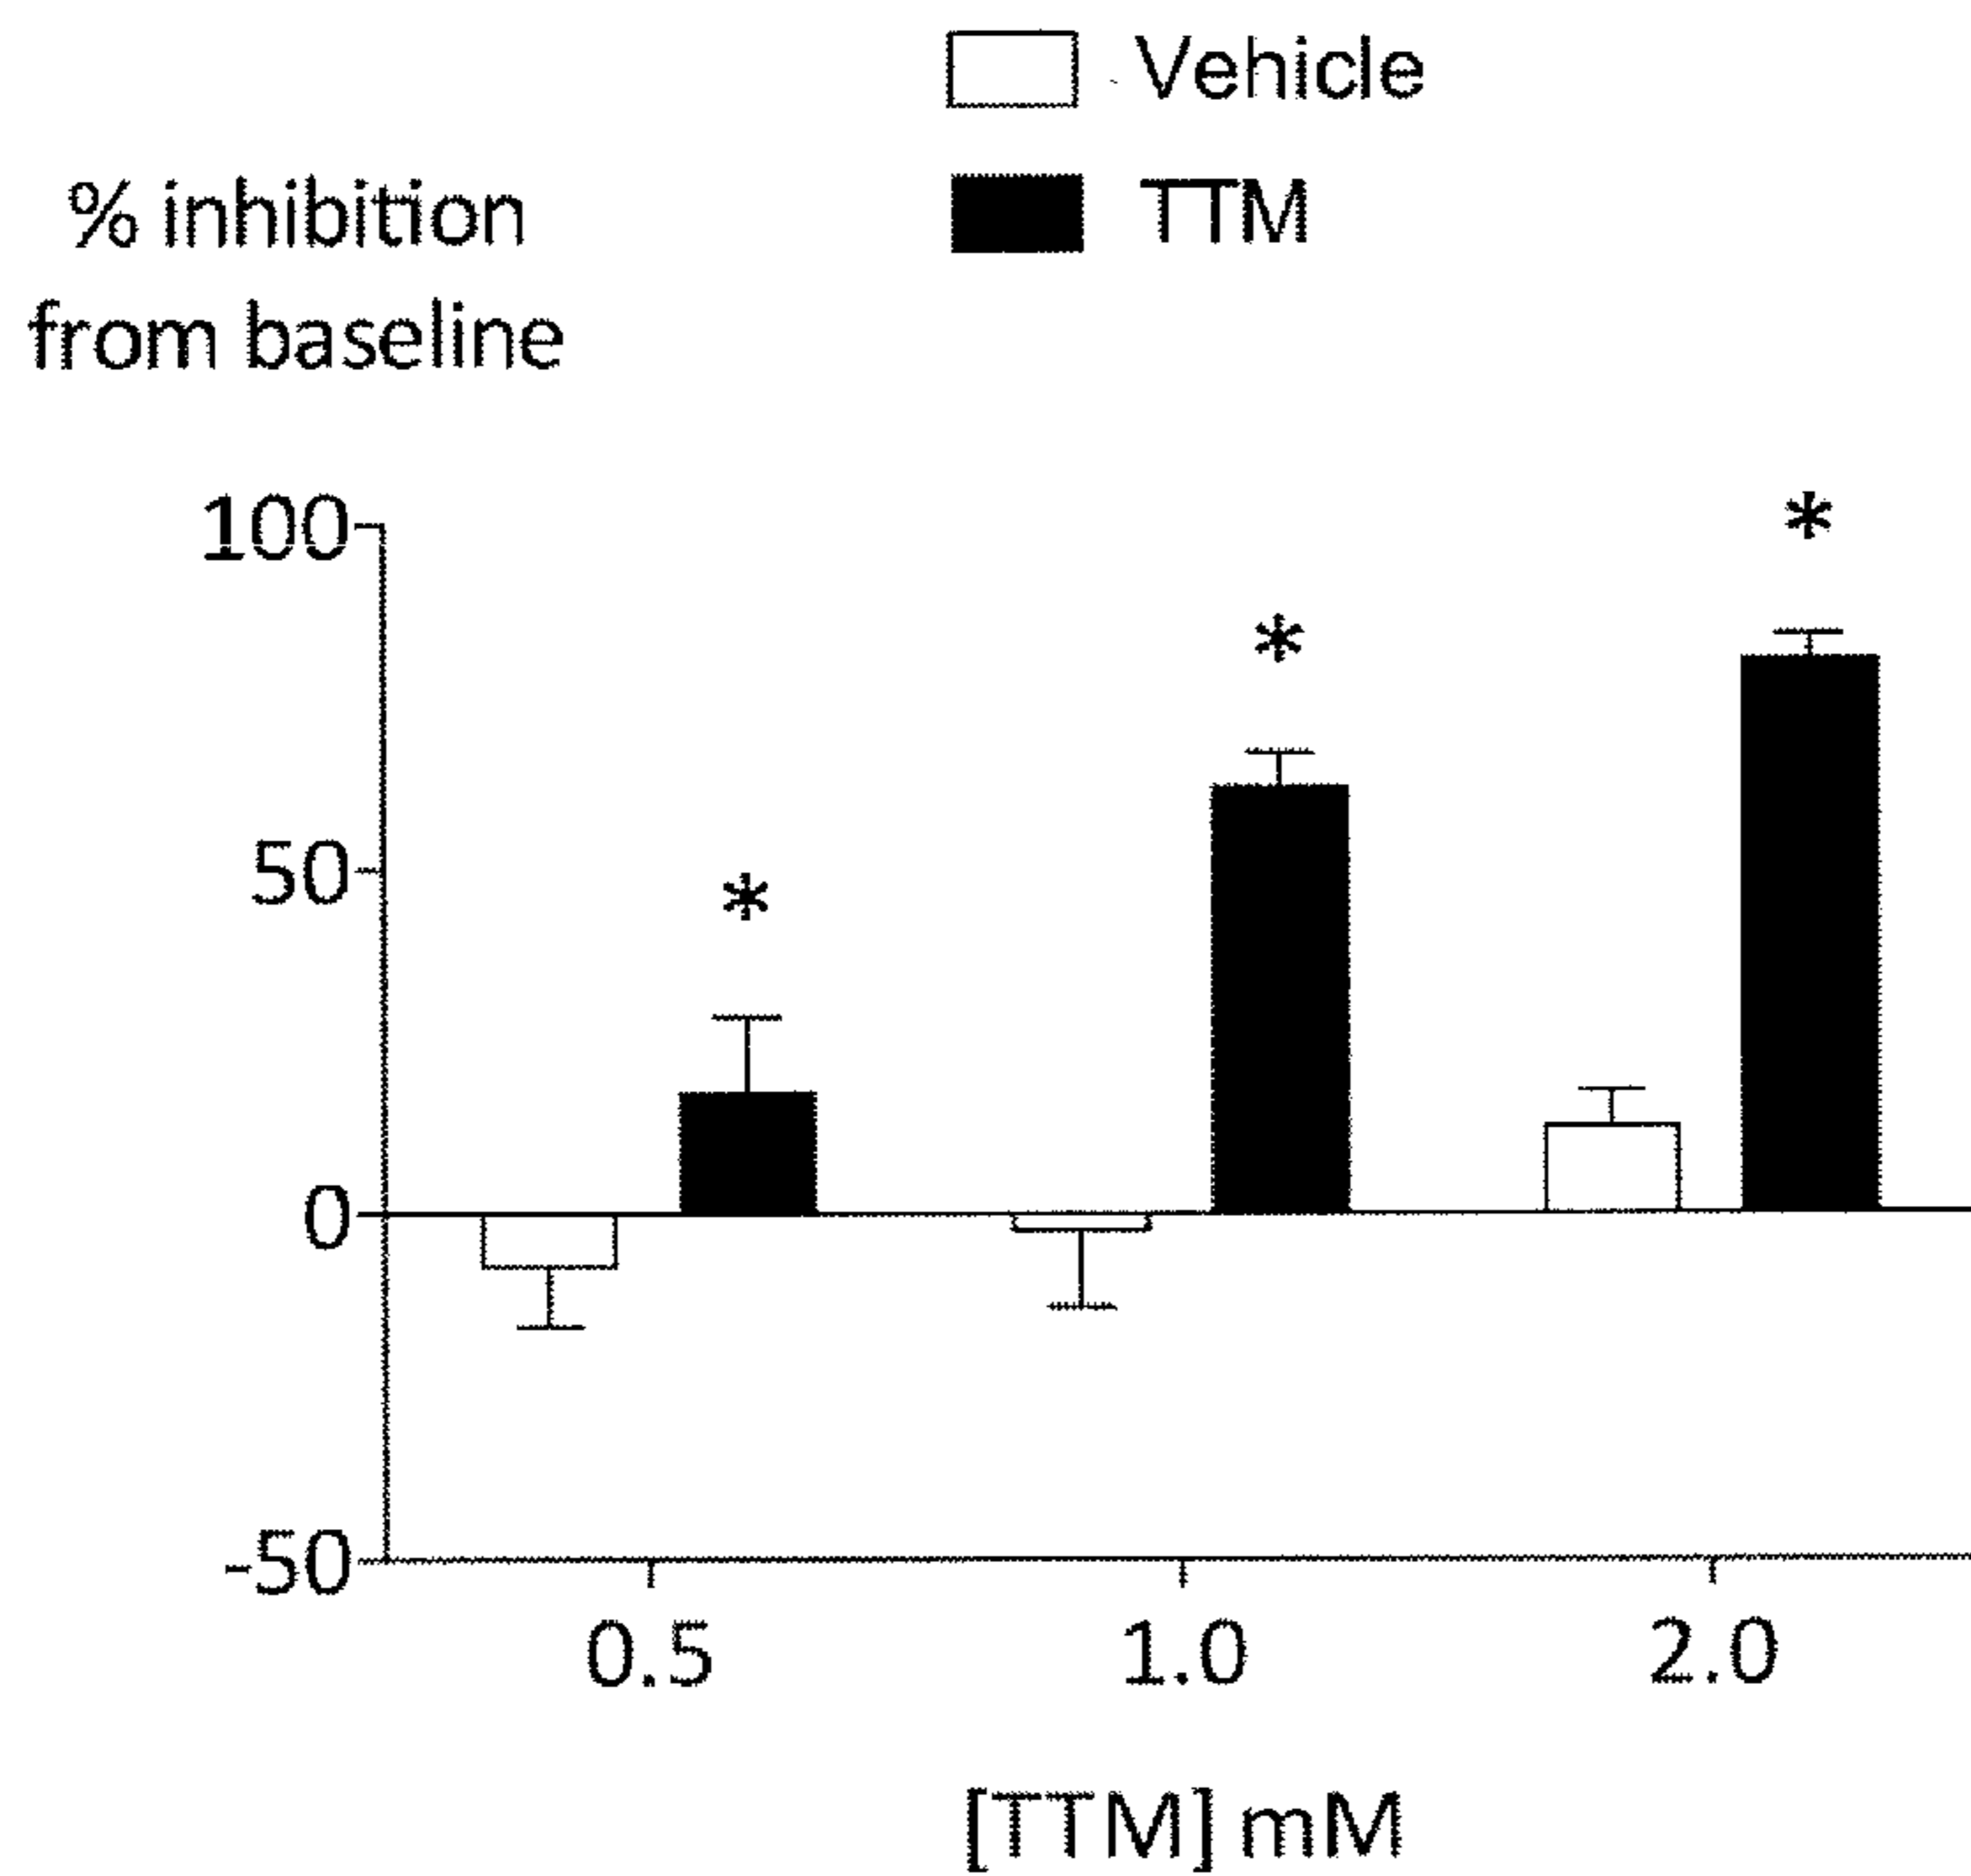 Vehicle
TTM
% inhibition
from baseline
100
50
0
-50
*
*
*
0.5 1.0 2.0
[TTM] mM